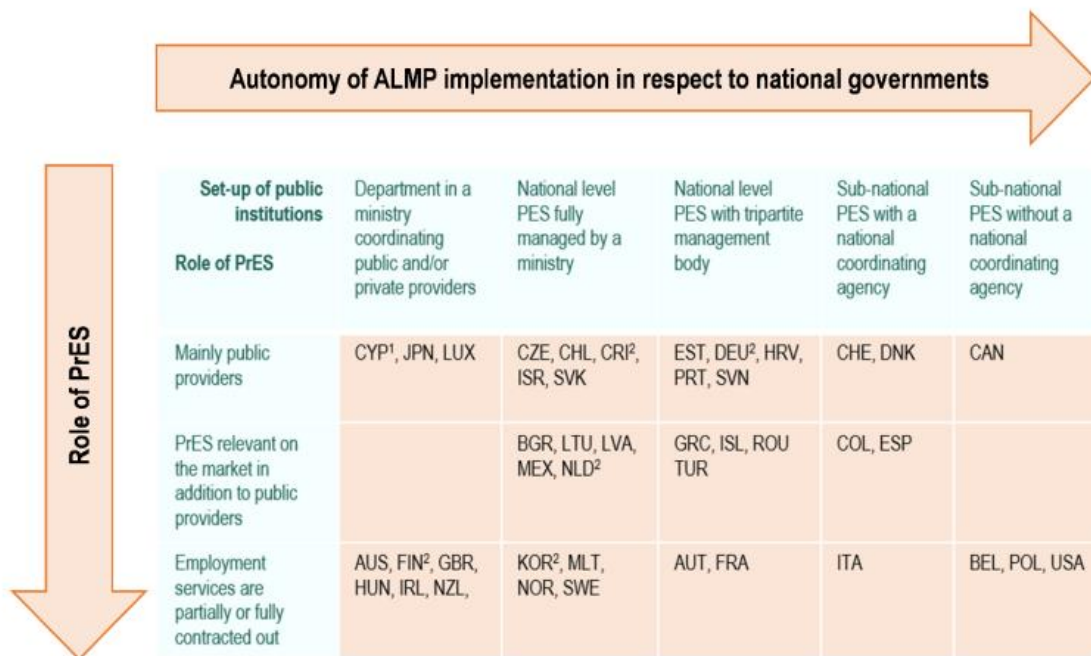 Autonomy of ALMP implementation in respect to national governments
Role of PrES
Set-up of public
institutions
Role of PrES
Department in a
ministry
coordinating
public and/or
private providers
National level
PES fully
managed by a
ministry
National level
PES with tripartite
management
body
Sub-national
PES with a
national
coordinating
agency
Sub-national
PES without a
national
coordinating
agency
Mainly public
providers
CYP¹, JPN, LUX
CZE, CHL, CRI²,
ISR, SVK
EST, DEU², HRV,
PRT, SVN
CHE, DNK
CAN
PrES relevant on
the market in
addition to public
providers
BGR, LTU, LVA,
MEX, NLD²
GRC, ISL, ROU
TUR
COL, ESP
Employment
services are
partially or fully
contracted out
AUS, FIN², GBR,
HUN, IRL, NZL,
KOR², MLT,
NOR, SWE
AUT, FRA
ITA
BEL, POL, USA